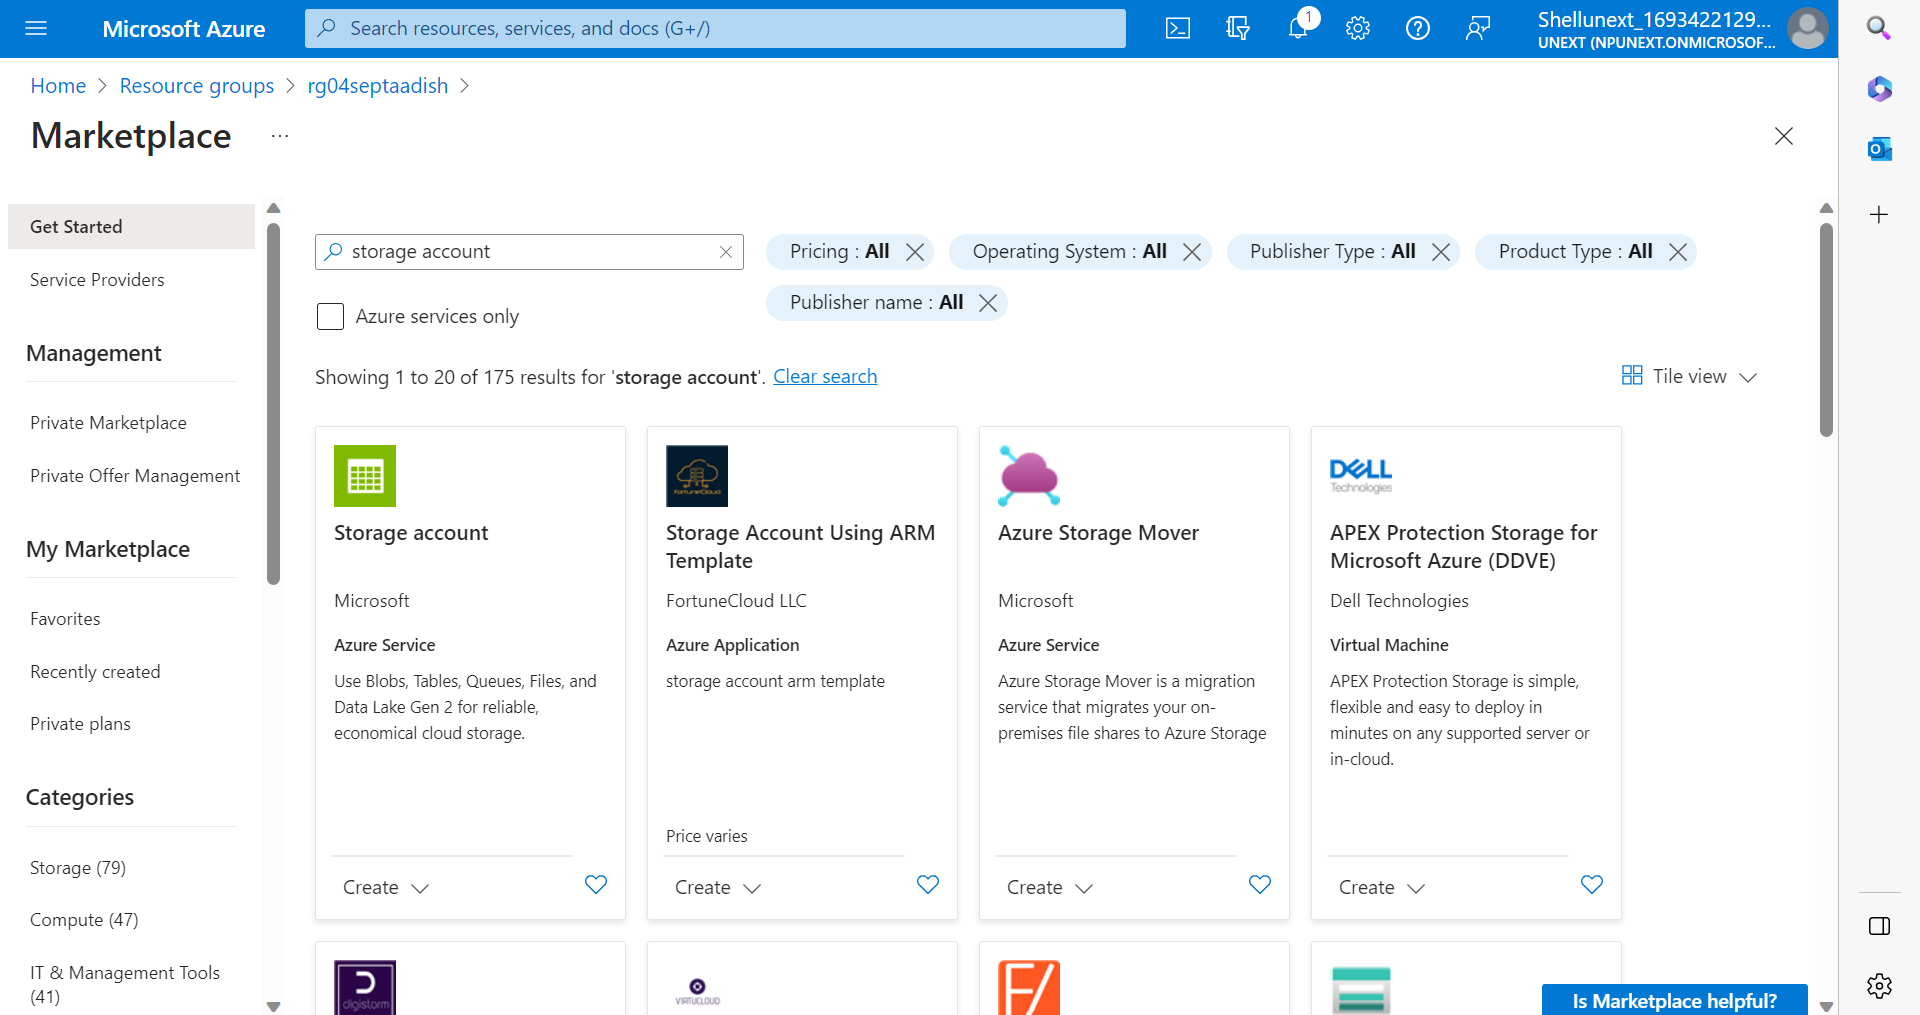 Microsoft Azure
Search resources, services, and docs (G+/)
1
Shellunext_1693422129...
UNEXT (NPUNEXT.ONMICROSOF...
Home > Resource groups > rg04septaadish >
Marketplace ...
Get Started
Service Providers
Management
Private Marketplace
Private Offer Management
My Marketplace
Favorites
Recently created
Private plans
Categories
Storage (79)
Compute (47)
IT & Management Tools
(41)
storage account
Pricing : All
Operating System : All
Publisher Type : All
Product Type : All
Azure services only
Publisher name : All
Showing 1 to 20 of 175 results for 'storage account'. Clear search
Tile view
Storage account
Microsoft
Azure Service
Use Blobs, Tables, Queues, Files, and
Data Lake Gen 2 for reliable,
economical cloud storage.
Create
FortuneCloud
Storage Account Using ARM
Template
FortuneCloud LLC
Azure Application
storage account arm template
Price varies
Create
Azure Storage Mover
Microsoft
Azure Service
Azure Storage Mover is a migration
service that migrates your on-
premises file shares to Azure Storage
Create
DELL
Technologies
APEX Protection Storage for
Microsoft Azure (DDVE)
Dell Technologies
Virtual Machine
APEX Protection Storage is simple,
flexible and easy to deploy in
minutes on any supported server or
in-cloud.
Create
digistorm
VIRTUCLOUD
Is Marketplace helpful?